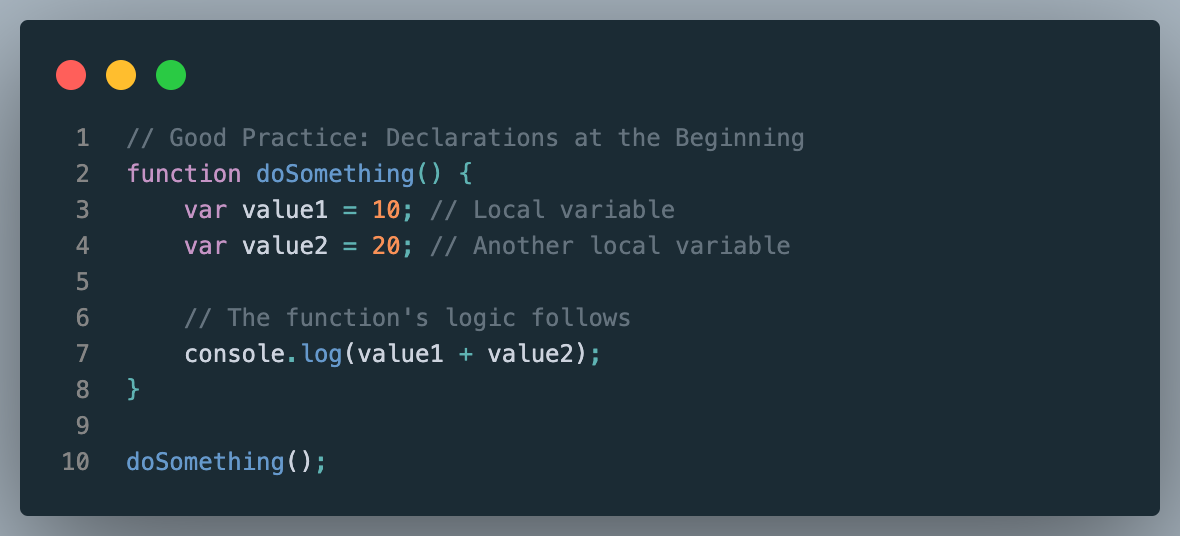 1 // Good Practice: Declarations at the Beginning
2 function doSomething() {
3     var value1 = 10; // Local variable
4     var value2 = 20; // Another local variable
5
6     // The function's logic follows
7     console.log(value1 + value2);
8 }
9
10 doSomething();